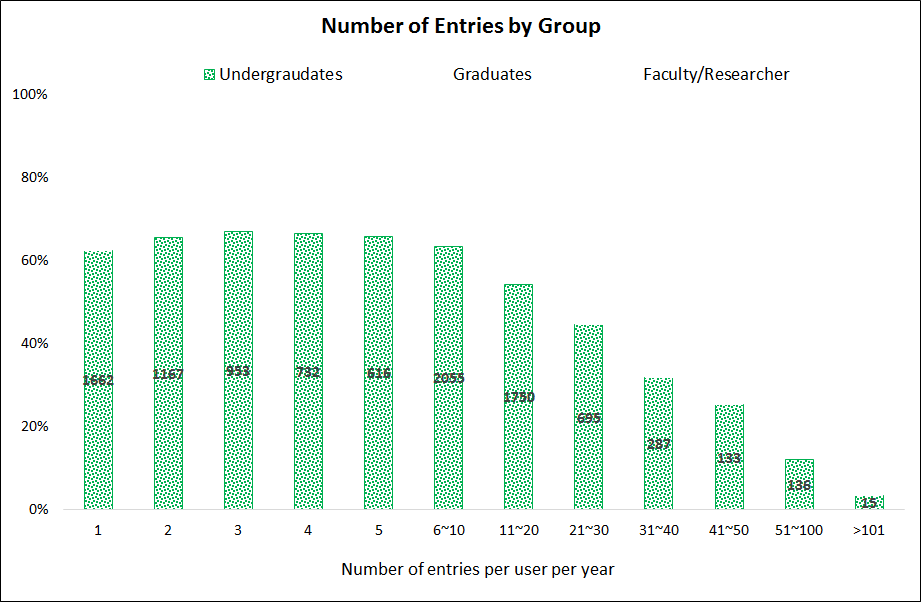 Number of Entries by Group
Undergraudates Graduates Faculty/Researcher
100%
80%
60%
40%
20%
0%
1662 1167 953 732 616 2055 1750 695 287 133 136 15
1 2 3 4 5 6~10 11~20 21~30 31~40 41~50 51~100 >101
Number of entries per user per year